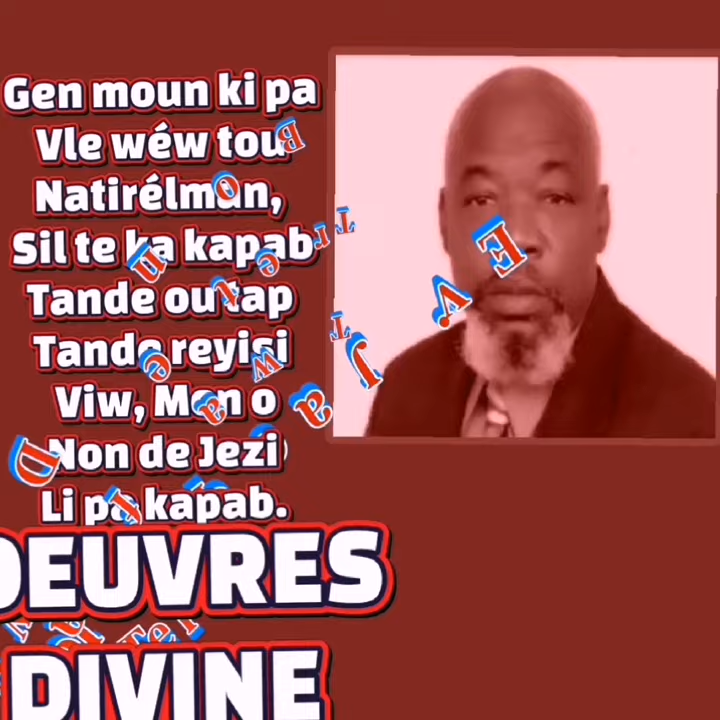 Gen moun ki pa
Vle wéw tou
Natirélman,
Sil te ka kapab
Tande ou tap
Tande reyisi
Viw, Men o
Non de Jezi
Li pa kapab.
OEUVRES
DIVINE